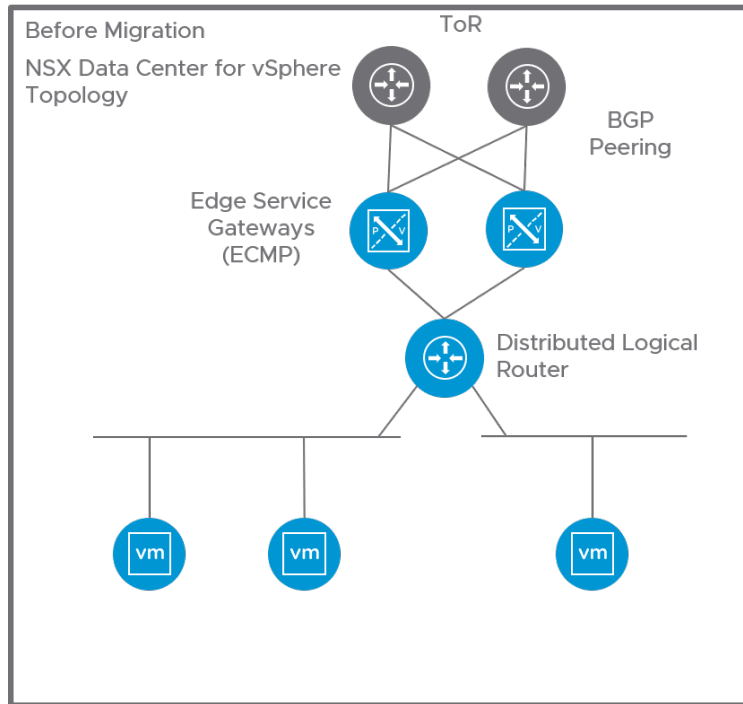 Before Migration
NSX Data Center for vSphere
Topology
ToR
BGP
Peering
Edge Service
Gateways
(ECMP)
P V
P V
Distributed Logical
Router
vm
vm
vm